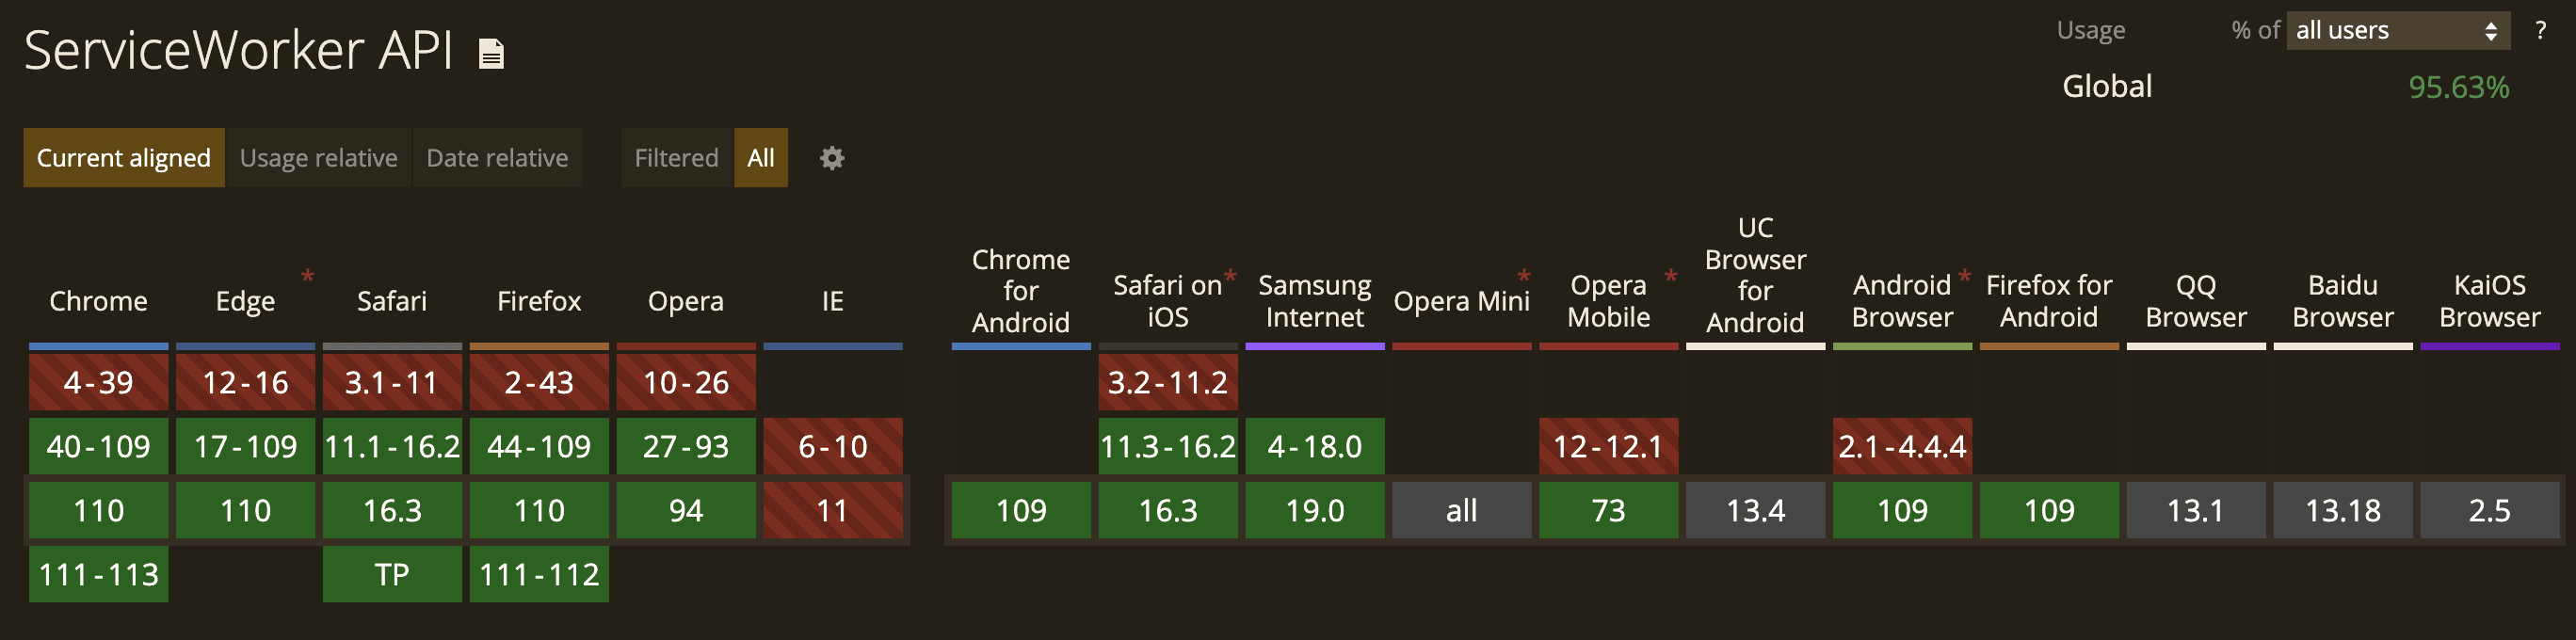 ServiceWorker API
Usage % of all users ?
Global 95.63%
Current aligned Usage relative Date relative Filtered All
Chrome Edge * Safari Firefox Opera IE
Chrome for Android
Safari on iOS *
Samsung Internet
Opera Mini *
Opera Mobile *
UC Browser for Android
Android Browser *
Firefox for Android
QQ Browser
Baidu Browser
KaiOS Browser
4-39 12-16 3.1-11 2-43 10-26 3.2-11.2
40-109 17-109 11.1-16.2 44-109 27-93 6-10 11.3-16.2 4-18.0 12-12.1 2.1-4.4.4
110 110 16.3 110 94 11 109 16.3 19.0 all 73 13.4 109 109 13.1 13.18 2.5
111-113 TP 111-112